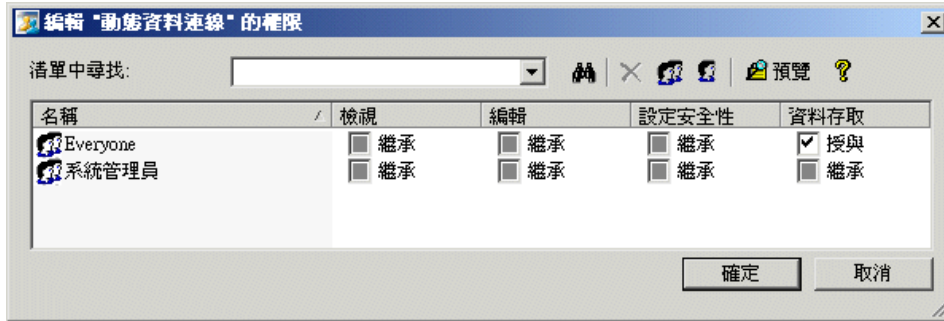 編輯 "動態資料連線" 的權限
清單中尋找: 預覽
名稱 檢視 編輯 設定安全性 資料存取
Everyone 繼承 繼承 繼承 授與
系統管理員 繼承 繼承 繼承 繼承
確定 取消